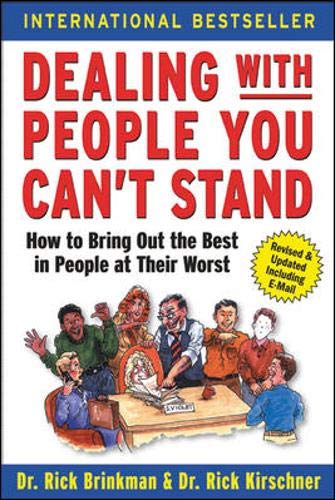 INTERNATIONAL BESTSELLER
DEALING WITH
PEOPLE YOU
CAN'T STAND
How to Bring Out the Best
in People at Their Worst
Revised &
Updated
Including
E-Mail
Dr. Rick Brinkman & Dr. Rick Kirschner